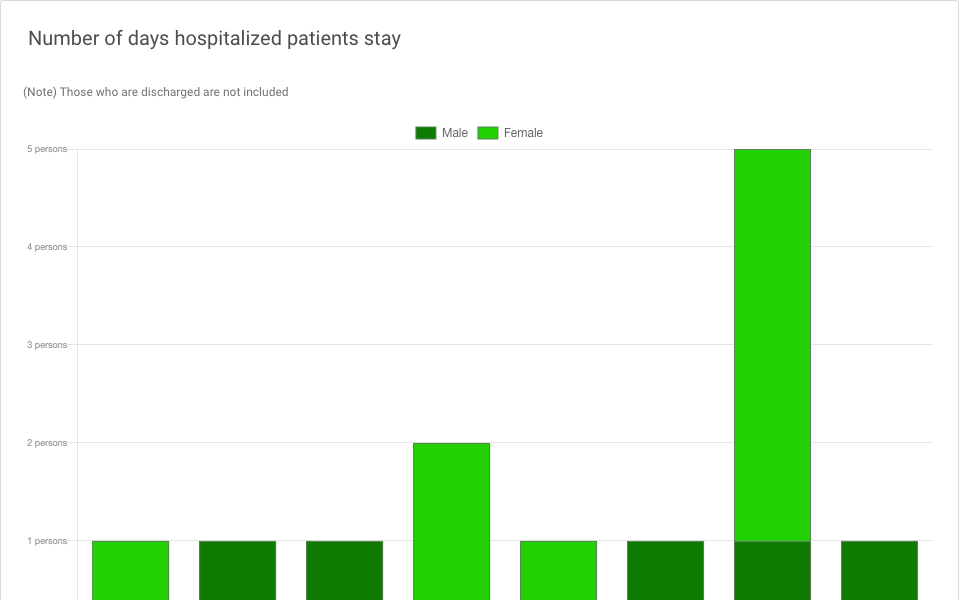 Number of days hospitalized patients stay
(Note) Those who are discharged are not included
Male Female
5 persons
4 persons
3 persons
2 persons
1 persons